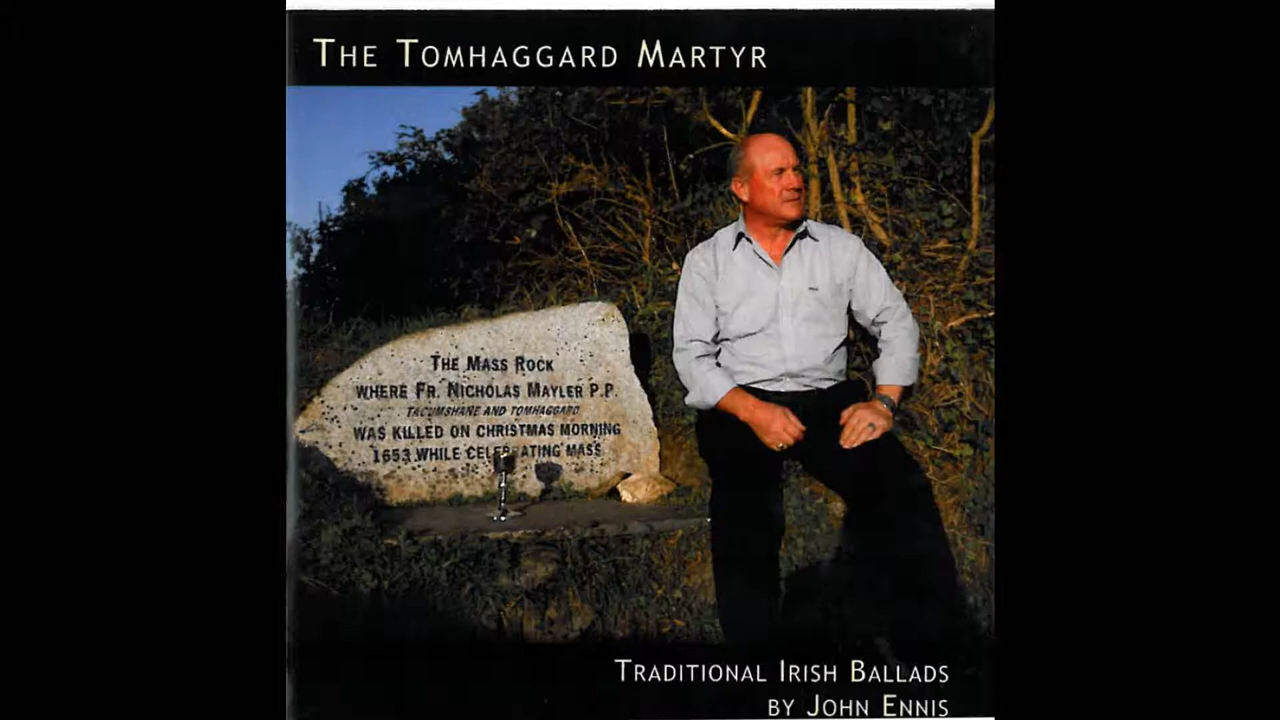 THE TOMHAGGARD MARTYR
THE MASS ROCK
WHERE FR. NICHOLAS MAYLER P.P.
TACUMSHANE AND TOMHAGGARD
WAS KILLED ON CHRISTMAS MORNING
1653 WHILE CELEBRATING MASS
TRADITIONAL IRISH BALLADS
BY JOHN ENNIS